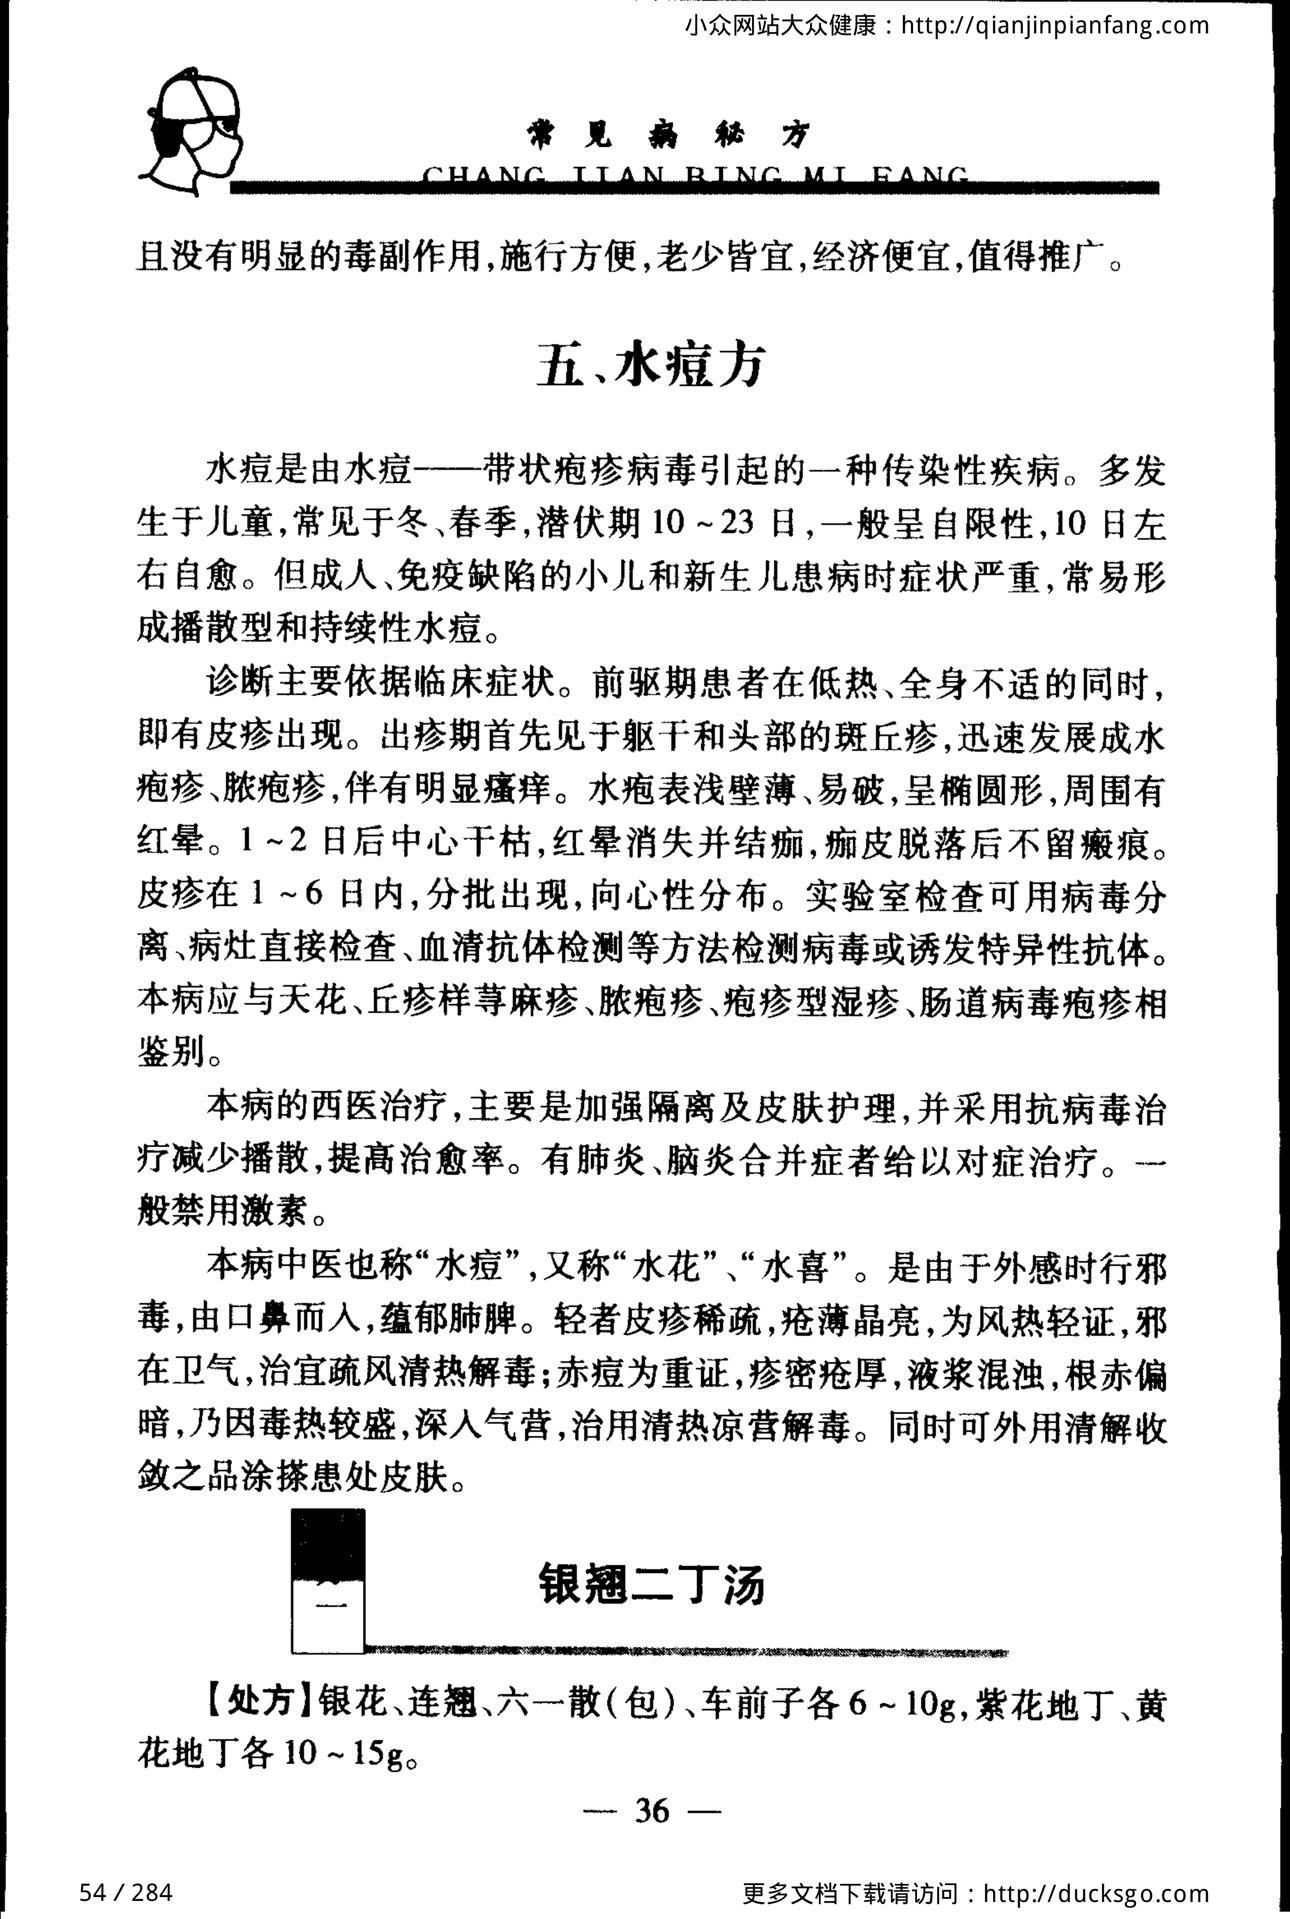 小众网站大众健康：http://qianjinpianfang.com
常见病秘方
CHANG JIAN BING MI FANG
且没有明显的毒副作用,施行方便,老少皆宜,经济便宜,值得推广。
五、水痘方
水痘是由水痘——带状疱疹病毒引起的一种传染性疾病。多发
生于儿童,常见于冬、春季,潜伏期 10 ~ 23 日,一般呈自限性,10 日左
右自愈。但成人、免疫缺陷的小儿和新生儿患病时症状严重,常易形
成播散型和持续性水痘。
诊断主要依据临床症状。前驱期患者在低热、全身不适的同时,
即有皮疹出现。出疹期首先见于躯干和头部的斑丘疹,迅速发展成水
疱疹、脓疱疹,伴有明显瘙痒。水疱表浅壁薄、易破,呈椭圆形,周围有
红晕。1 ~ 2 日后中心干枯,红晕消失并结痂,痂皮脱落后不留瘢痕。
皮疹在 1 ~ 6 日内,分批出现,向心性分布。实验室检查可用病毒分
离、病灶直接检查、血清抗体检测等方法检测病毒或诱发特异性抗体。
本病应与天花、丘疹样荨麻疹、脓疱疹、疱疹型湿疹、肠道病毒疱疹相
鉴别。
本病的西医治疗,主要是加强隔离及皮肤护理,并采用抗病毒治
疗减少播散,提高治愈率。有肺炎、脑炎合并症者给以对症治疗。一
般禁用激素。
本病中医也称“水痘”,又称“水花”、“水喜”。是由于外感时行邪
毒,由口鼻而入,蕴郁肺脾。轻者皮疹稀疏,疮薄晶亮,为风热轻证,邪
在卫气,治宜疏风清热解毒;赤痘为重证,疹密疮厚,液浆混浊,根赤偏
暗,乃因毒热较盛,深入气营,治用清热凉营解毒。同时可外用清解收
敛之品涂搽患处皮肤。
一
银翘二丁汤
【处方】银花、连翘、六一散(包)、车前子各 6 ~ 10g,紫花地丁、黄
花地丁各 10 ~ 15g。
— 36 —
54 / 284
更多文档下载请访问：http://ducksgo.com